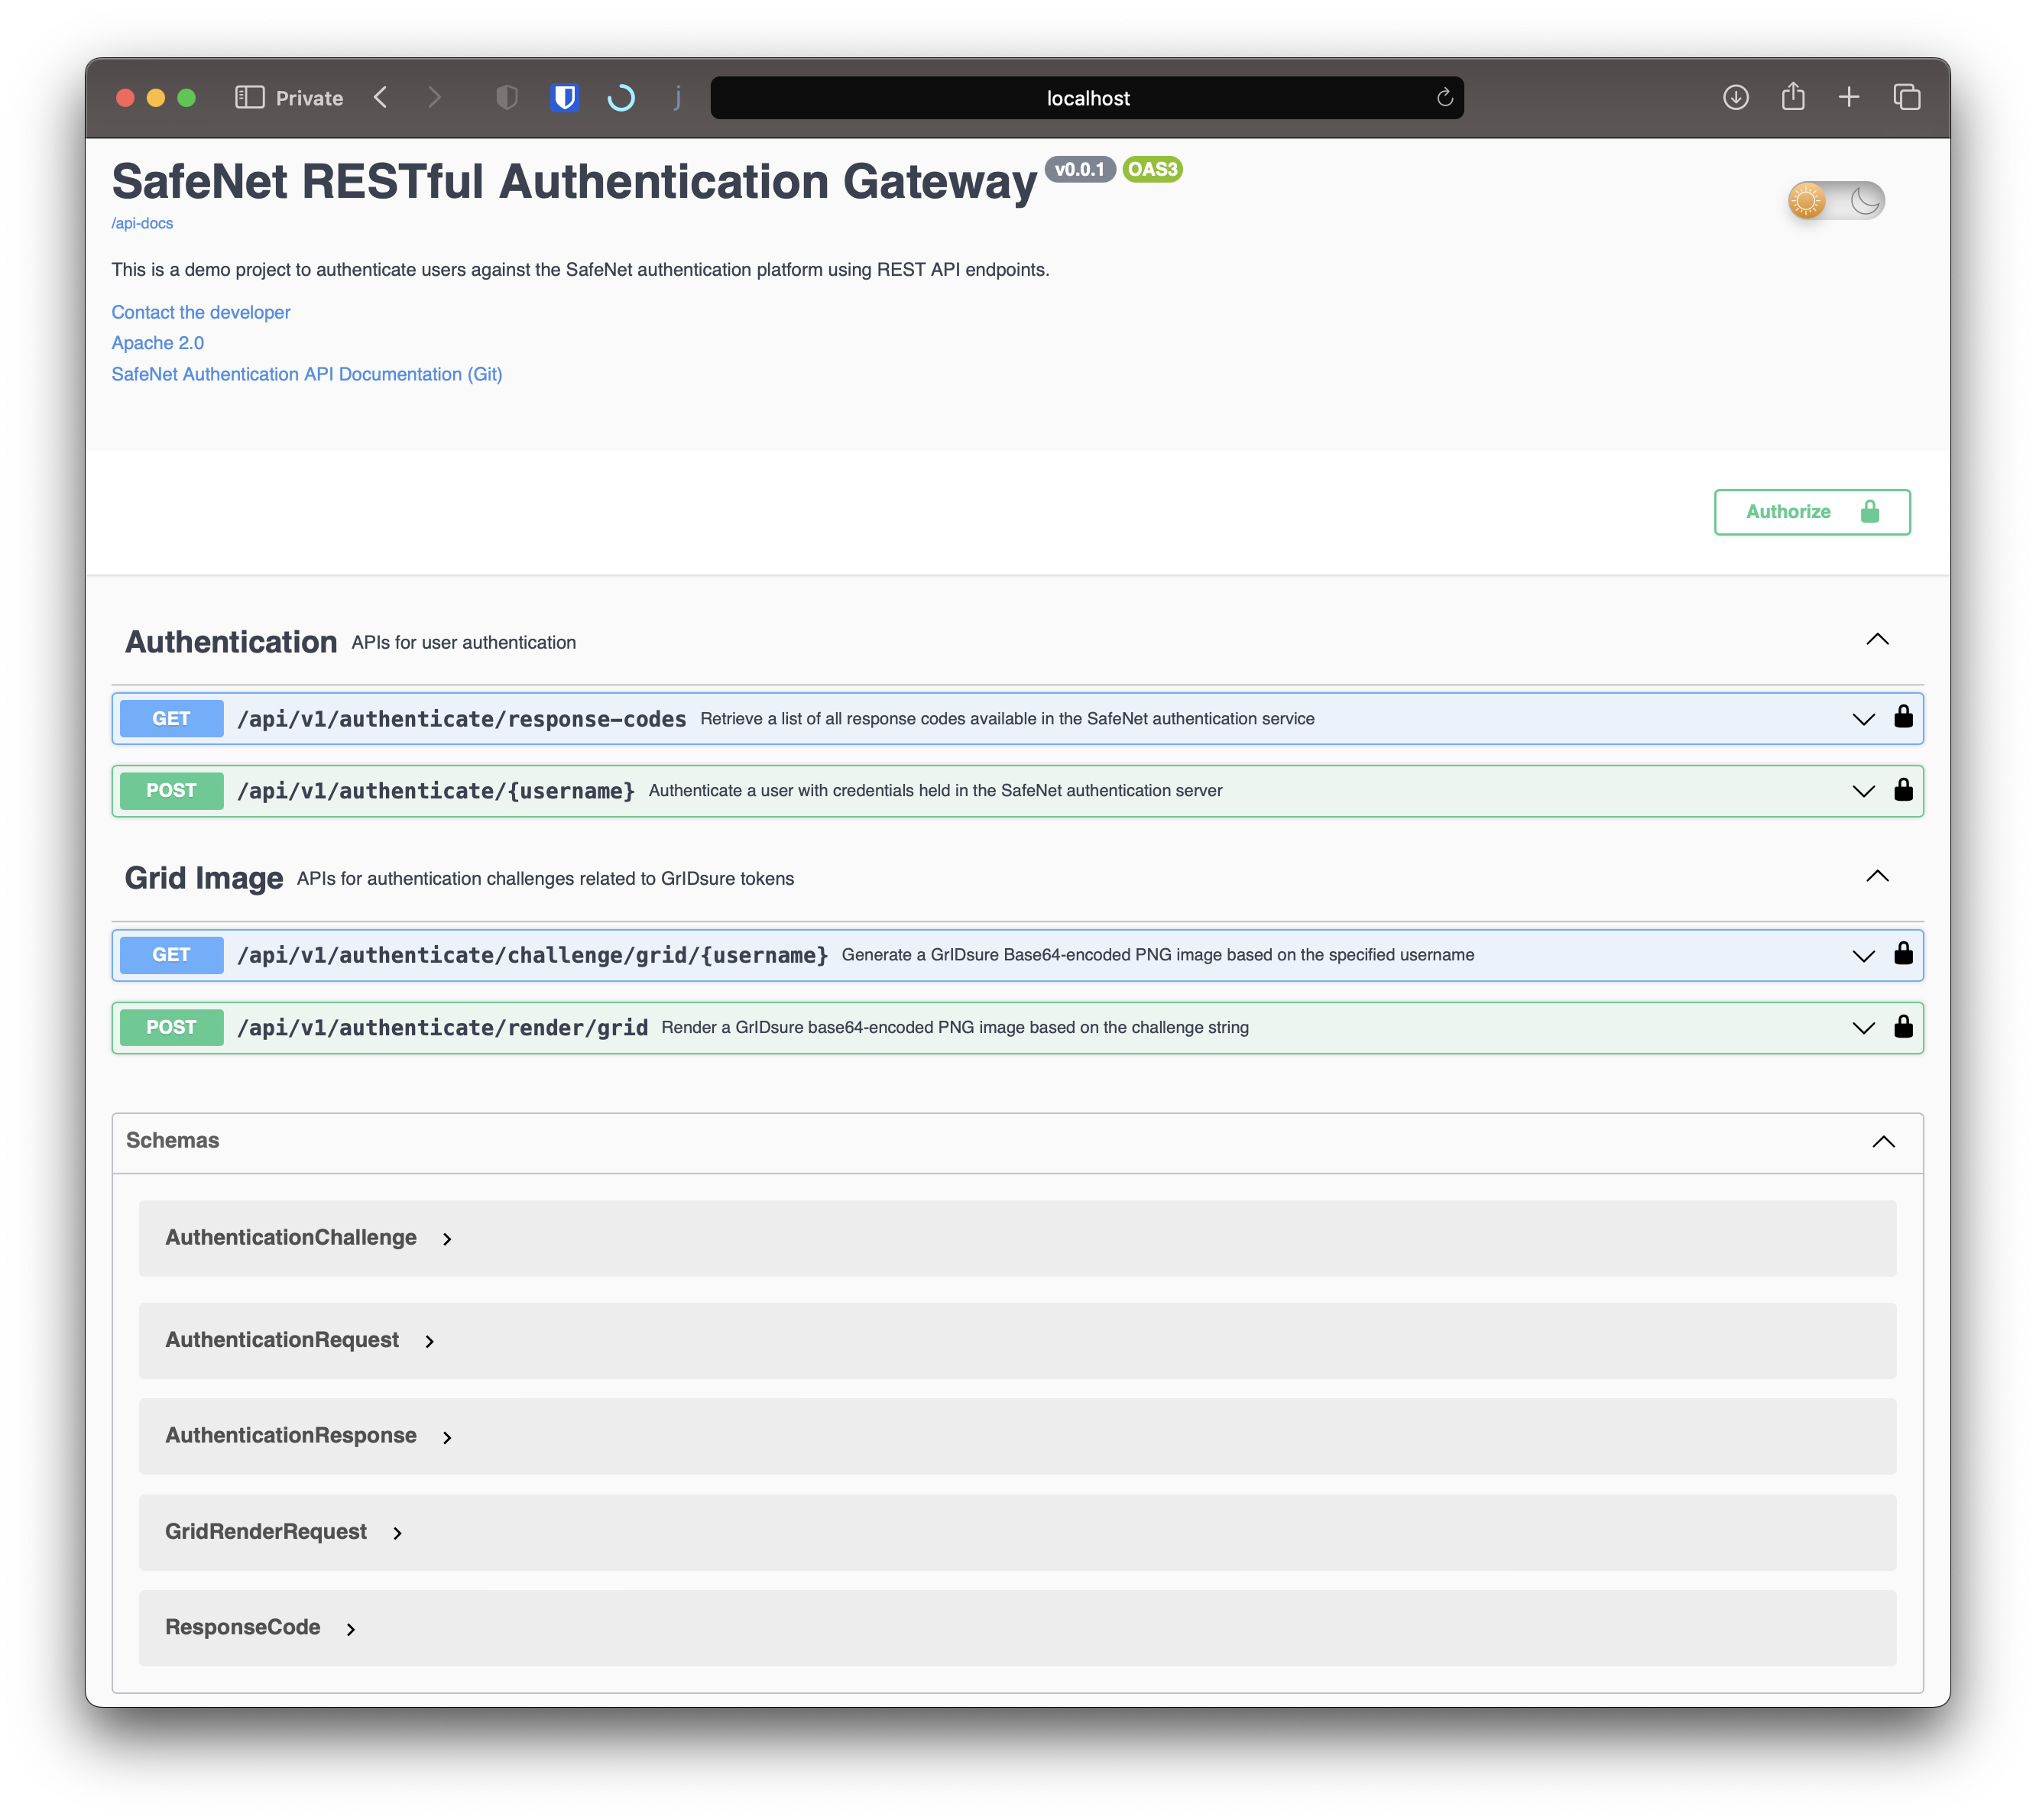 Private
j
localhost
SafeNet RESTful Authentication Gateway v0.0.1 OAS3
/api-docs
This is a demo project to authenticate users against the SafeNet authentication platform using REST API endpoints.
Contact the developer
Apache 2.0
SafeNet Authentication API Documentation (Git)
Authorize
Authentication APIs for user authentication
GET /api/v1/authenticate/response-codes Retrieve a list of all response codes available in the SafeNet authentication service
POST /api/v1/authenticate/{username} Authenticate a user with credentials held in the SafeNet authentication server
Grid Image APIs for authentication challenges related to GrIDsure tokens
GET /api/v1/authenticate/challenge/grid/{username} Generate a GrIDsure Base64-encoded PNG image based on the specified username
POST /api/v1/authenticate/render/grid Render a GrIDsure base64-encoded PNG image based on the challenge string
Schemas
AuthenticationChallenge
AuthenticationRequest
AuthenticationResponse
GridRenderRequest
ResponseCode